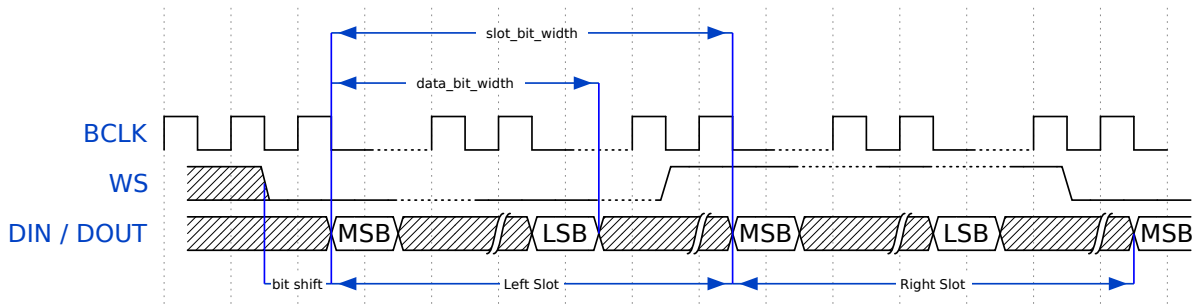 slot_bit_width
data_bit_width
BCLK
WS
DIN / DOUT MSB LSB MSB LSB MSB
bit shift Left Slot Right Slot